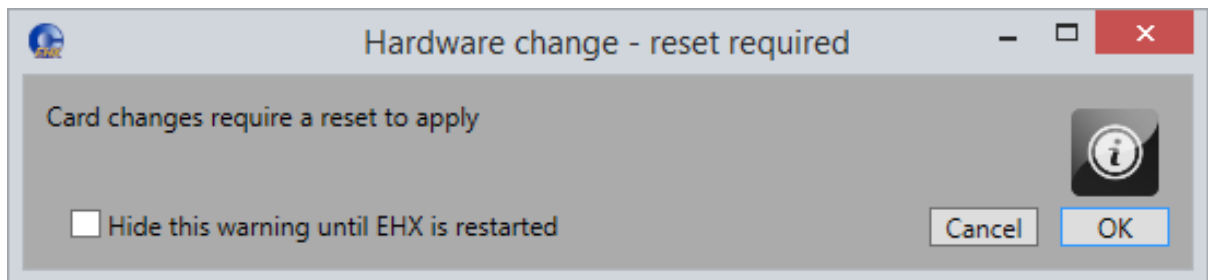 EHX
Hardware change - reset required
Card changes require a reset to apply
Hide this warning until EHX is restarted
Cancel
OK